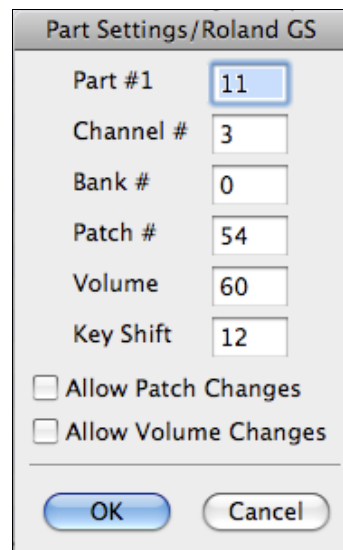 Part Settings/Roland GS
Part #1 11
Channel # 3
Bank # 0
Patch # 54
Volume 60
Key Shift 12
Allow Patch Changes
Allow Volume Changes
OK Cancel